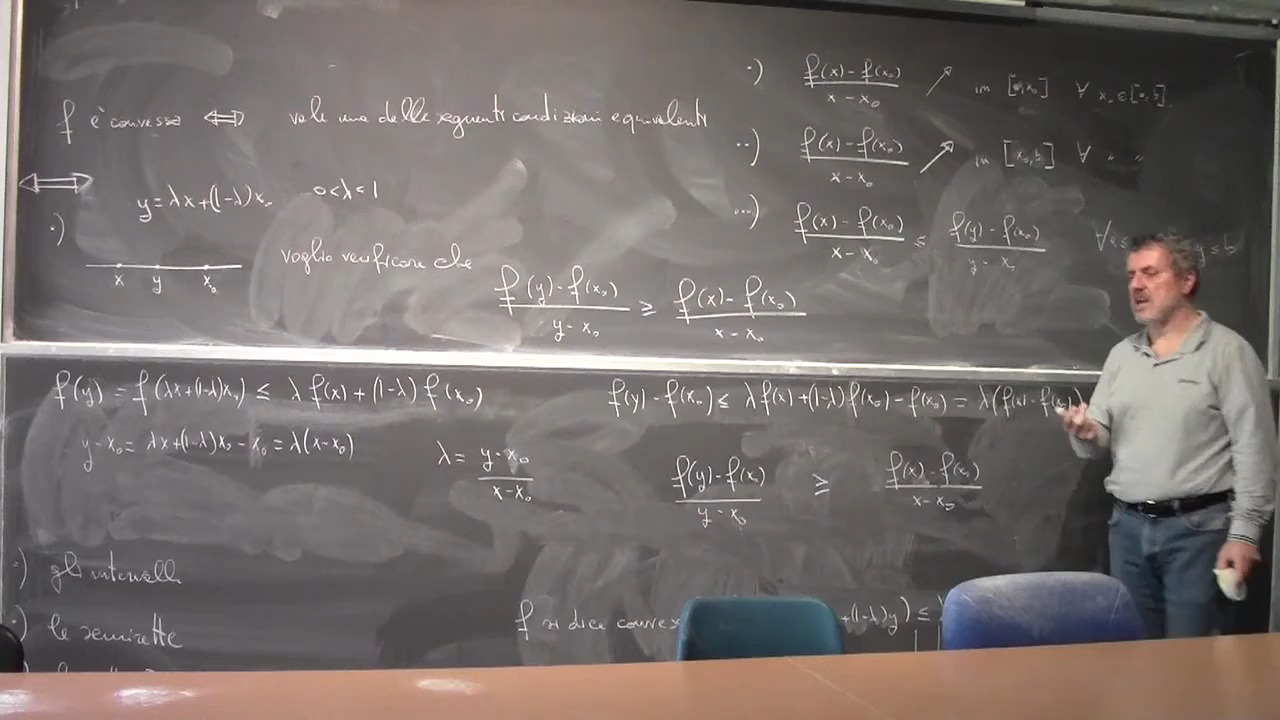 f è convessa ⟺ vale una delle seguenti condizioni equivalenti
·) (f(x) - f(x₀))/(x - x₀) ↗ in [a,x₀] ∀ x₀ ∈ [a,b]
··) (f(x) - f(x₀))/(x - x₀) ↗ in [x₀,b] ∀ " "
···) (f(x) - f(x₀))/(x - x₀) ≤ (f(y) - f(x₀))/(y - x₀)
⟺
·) y = λx+(1-λ)x₀ 0<λ<1
x y x₀
voglio verificare che (f(y) - f(x₀))/(y - x₀) ≥ (f(x) - f(x₀))/(x - x₀)
f(y) = f(λx+(1-λ)x₀) ≤ λ f(x) + (1-λ) f(x₀)
f(y) - f(x₀) ≤ λ f(x) + (1-λ) f(x₀) - f(x₀) = λ(f(x) - f(x₀)
y - x₀ = λx+(1-λ)x₀ - x₀ = λ(x-x₀)
λ = (y-x₀)/(x-x₀)
(f(y)-f(x₀))/(y-x₀) ≥ (f(x)-f(x₀))/(x-x₀)
·) gli intervalli
·) le semirette
f si dice convessa +(1-λ)y) ≤